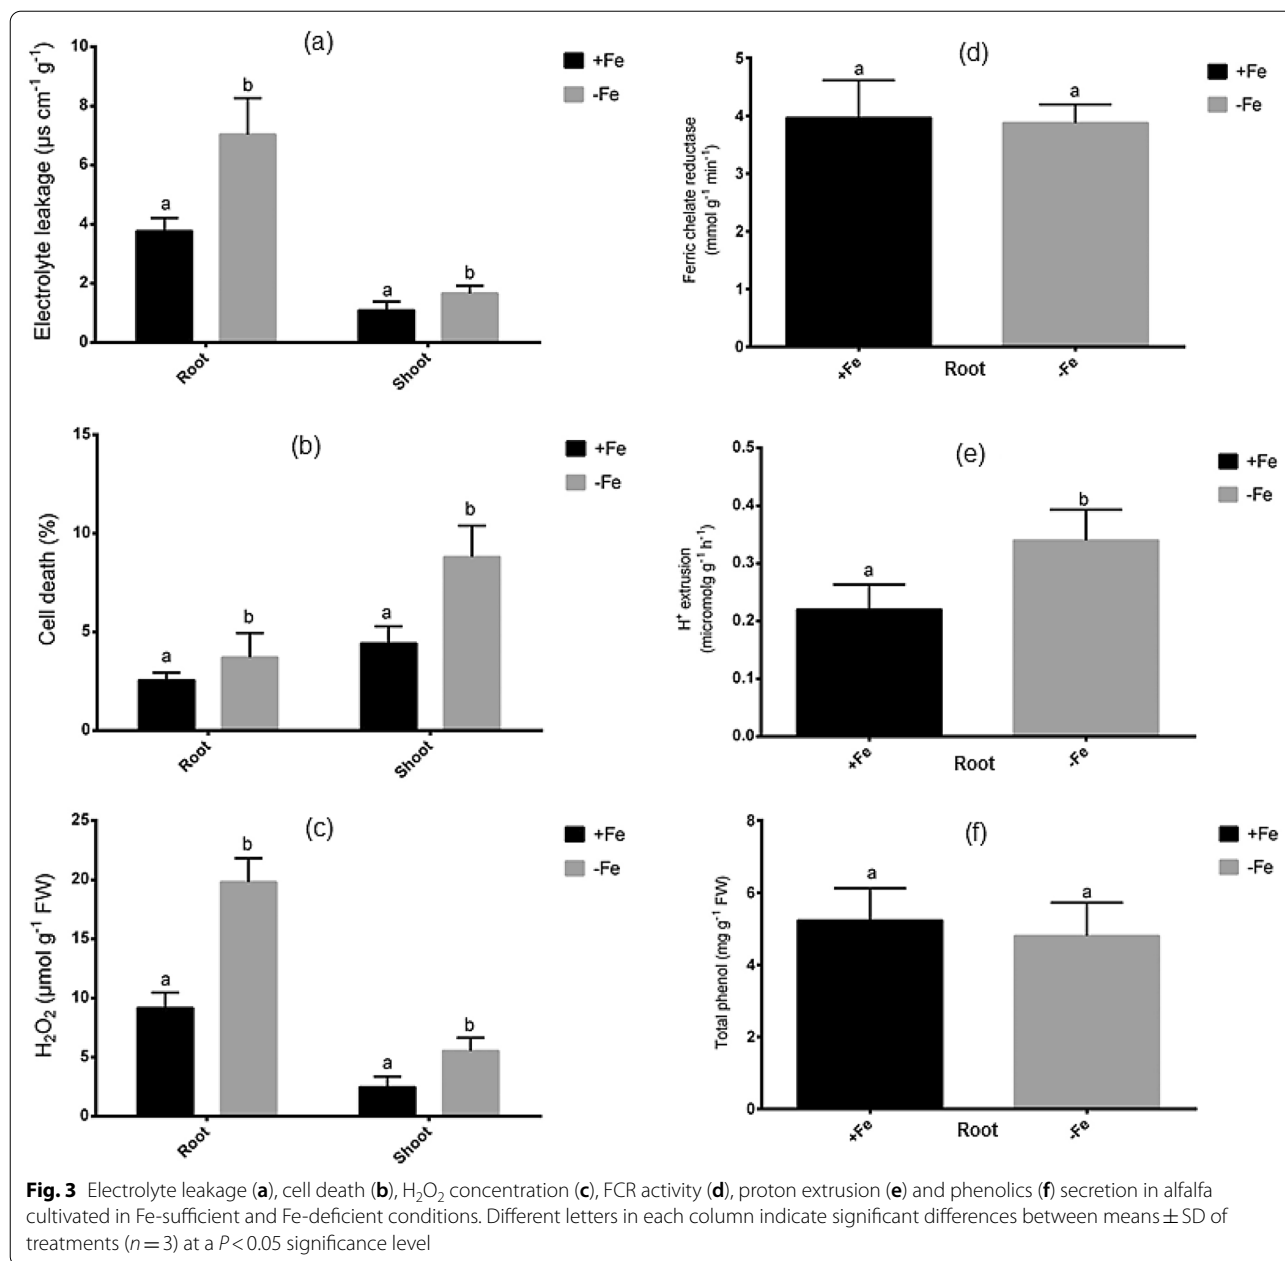 (a)
Electrolyte leakage (µs cm⁻¹ g⁻¹)
10
8
6
4
2
0
a
b
a
b
Root
Shoot
+Fe
-Fe
(d)
Ferric chelate reductase
(mmol g⁻¹ min⁻¹)
5
4
3
2
1
0
a
a
+Fe
Root
-Fe
+Fe
-Fe
(b)
Cell death (%)
15
10
5
0
a
b
a
b
Root
Shoot
+Fe
-Fe
(e)
H⁺ extrusion
(micromolg g⁻¹ h⁻¹)
0.5
0.4
0.3
0.2
0.1
0.0
a
b
+Fe
Root
-Fe
+Fe
-Fe
(c)
H₂O₂ (µmol g⁻¹ FW)
25
20
15
10
5
0
a
b
a
b
Root
Shoot
+Fe
-Fe
(f)
Total phenol (mg g⁻¹ FW)
8
6
4
2
0
a
a
+Fe
Root
-Fe
+Fe
-Fe
Fig. 3 Electrolyte leakage (a), cell death (b), H₂O₂ concentration (c), FCR activity (d), proton extrusion (e) and phenolics (f) secretion in alfalfa
cultivated in Fe-sufficient and Fe-deficient conditions. Different letters in each column indicate significant differences between means ± SD of
treatments (n = 3) at a P < 0.05 significance level